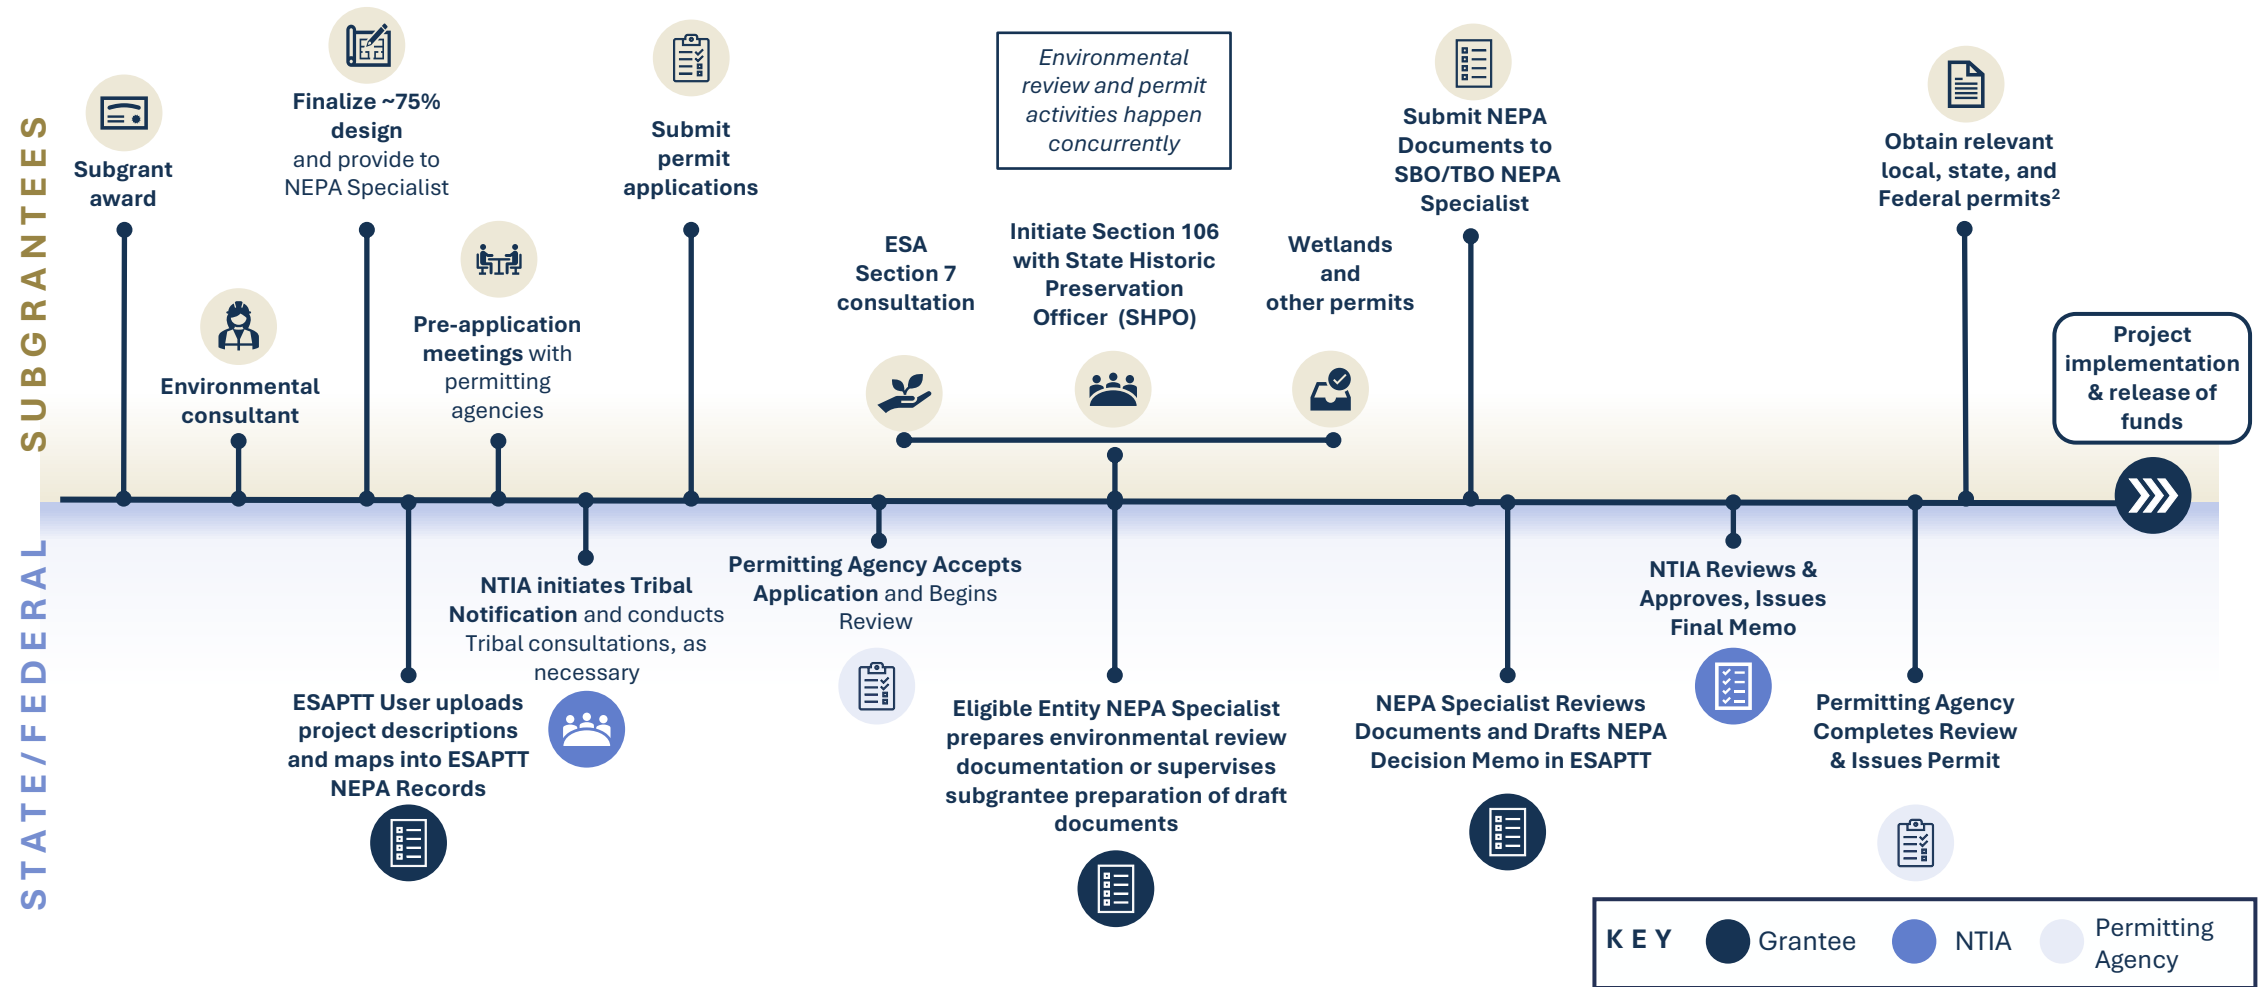 SUBGRANTEES
Subgrant
award
Environmental
consultant
Finalize ~75%
design
and provide to
NEPA Specialist
Pre-application
meetings with
permitting
agencies
Submit
permit
applications
Environmental
review and permit
activities happen
concurrently
ESA
Section 7
consultation
Initiate Section 106
with State Historic
Preservation
Officer (SHPO)
Wetlands
and
other permits
Submit NEPA
Documents to
SBO/TBO NEPA
Specialist
Obtain relevant
local, state, and
Federal permits²
Project
implementation
& release of
funds
STATE/FEDERAL
ESAPTT User uploads
project descriptions
and maps into ESAPTT
NEPA Records
NTIA initiates Tribal
Notification and conducts
Tribal consultations, as
necessary
Permitting Agency Accepts
Application and Begins
Review
Eligible Entity NEPA Specialist
prepares environmental review
documentation or supervises
subgrantee preparation of draft
documents
NEPA Specialist Reviews
Documents and Drafts NEPA
Decision Memo in ESAPTT
NTIA Reviews &
Approves, Issues
Final Memo
Permitting Agency
Completes Review
& Issues Permit
KEY
Grantee
NTIA
Permitting
Agency